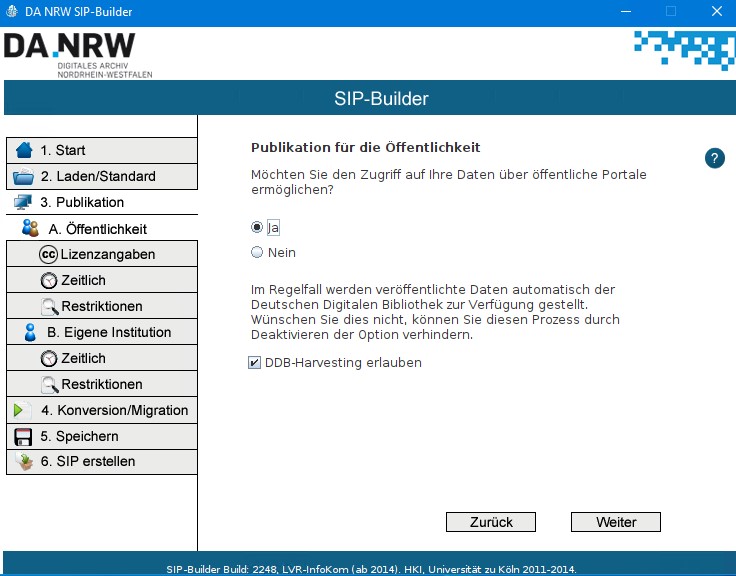 DA NRW SIP-Builder
DA.NRW
DIGITALES ARCHIV
NORDRHEIN-WESTFALEN
SIP-Builder
1. Start
2. Laden/Standard
3. Publikation
A. Öffentlichkeit
cc Lizenzangaben
Zeitlich
Restriktionen
B. Eigene Institution
Zeitlich
Restriktionen
4. Konversion/Migration
5. Speichern
6. SIP erstellen
Publikation für die Öffentlichkeit
?
Möchten Sie den Zugriff auf Ihre Daten über öffentliche Portale
ermöglichen?
Ja
Nein
Im Regelfall werden veröffentlichte Daten automatisch der
Deutschen Digitalen Bibliothek zur Verfügung gestellt.
Wünschen Sie dies nicht, können Sie diesen Prozess durch
Deaktivieren der Option verhindern.
DDB-Harvesting erlauben
Zurück
Weiter
SIP-Builder Build: 2248, LVR-InfoKom (ab 2014). HKI, Universität zu Köln 2011-2014.